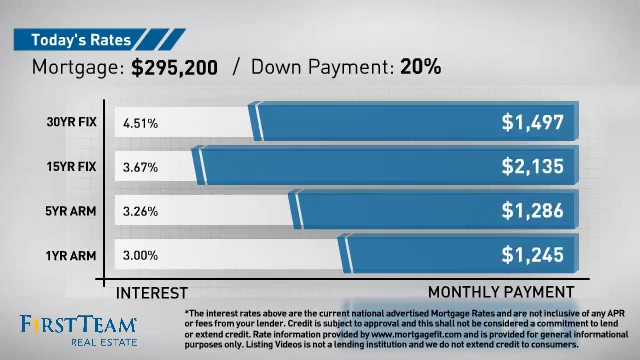 Today's Rates
Mortgage: $295,200 / Down Payment: 20%
30YR FIX 4.51% $1,497
15YR FIX 3.67% $2,135
5YR ARM 3.26% $1,286
1YR ARM 3.00% $1,245
INTEREST MONTHLY PAYMENT
FIRSTTEAM®
REAL ESTATE
*The interest rates above are the current national advertised Mortgage Rates and are not inclusive of any APR
or fees from your lender. Credit is subject to approval and this shall not be considered a commitment to lend
or extend credit. Rate information provided by www.mortgagefit.com and is provided for general informational
purposes only. Listing Videos is not a lending institution and we do not extend credit to consumers.